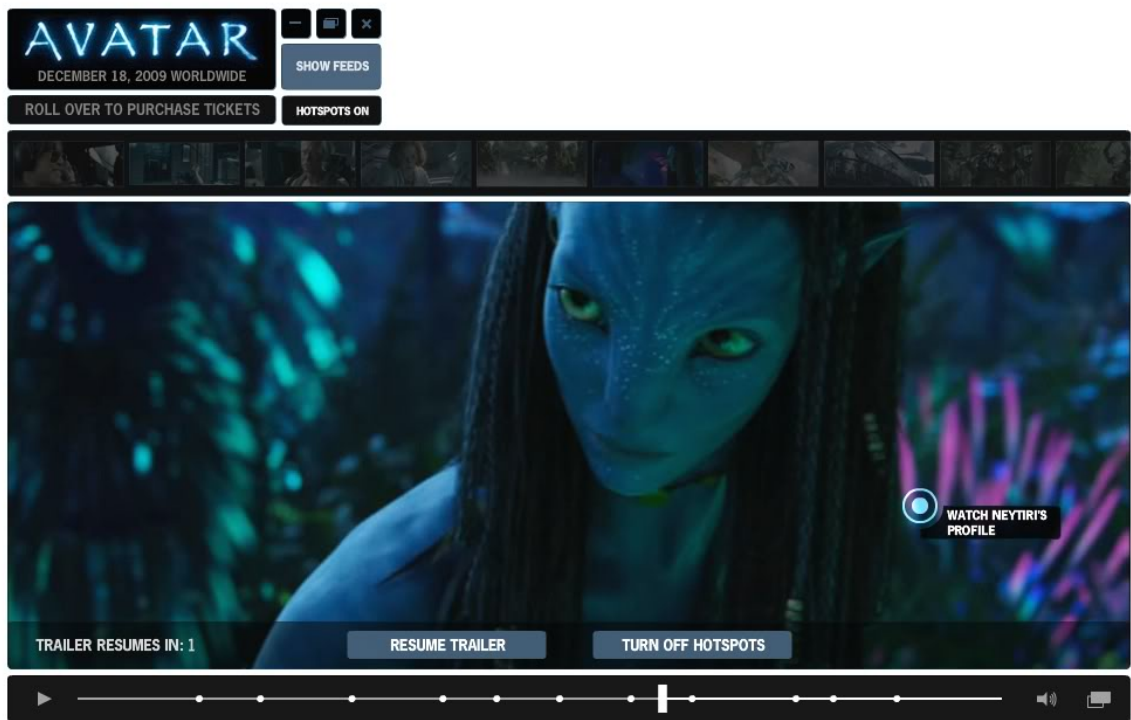 AVATAR
DECEMBER 18, 2009 WORLDWIDE
SHOW FEEDS
ROLL OVER TO PURCHASE TICKETS
HOTSPOTS ON
WATCH NEYTIRI'S
PROFILE
TRAILER RESUMES IN: 1
RESUME TRAILER
TURN OFF HOTSPOTS